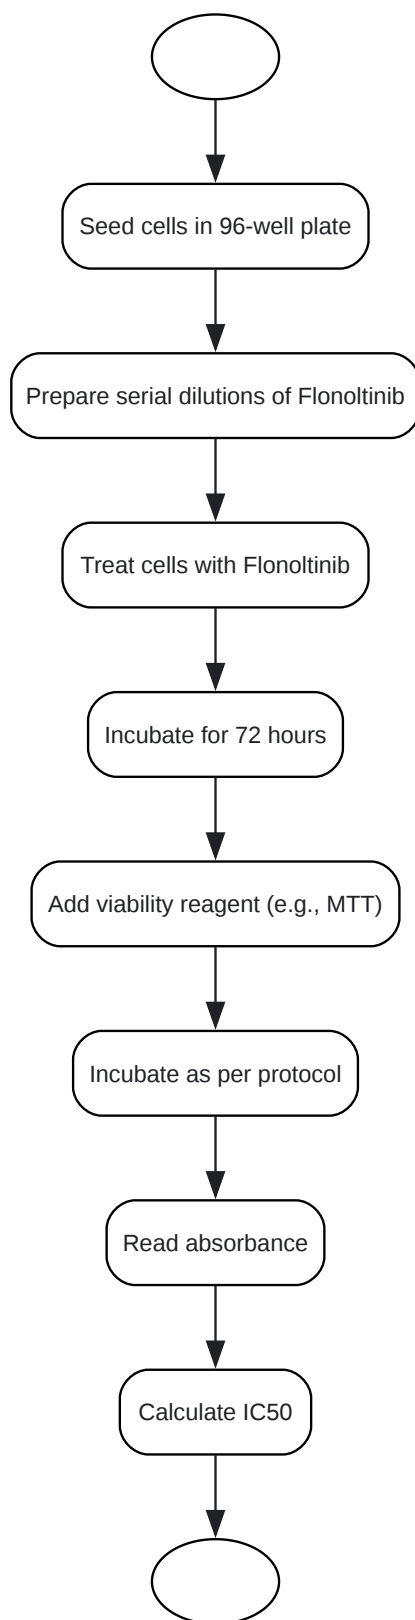 Seed cells in 96-well plate
Prepare serial dilutions of Flonoltinib
Treat cells with Flonoltinib
Incubate for 72 hours
Add viability reagent (e.g., MTT)
Incubate as per protocol
Read absorbance
Calculate IC50